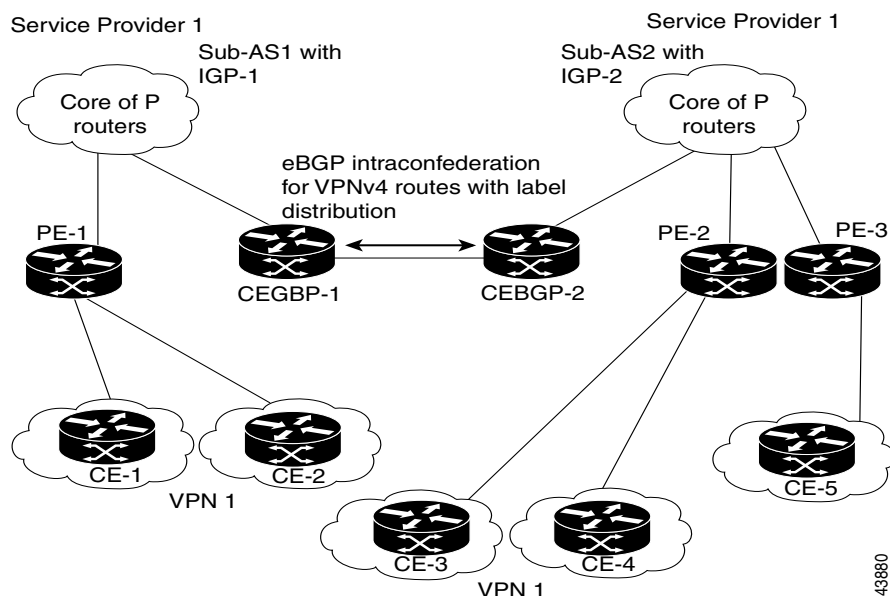 Service Provider 1
Service Provider 1
Sub-AS1 with
IGP-1
Sub-AS2 with
IGP-2
Core of P
routers
Core of P
routers
eBGP intraconfederation
for VPNv4 routes with label
distribution
PE-1
PE-2
PE-3
CEGBP-1
CEBGP-2
CE-1
CE-2
CE-5
VPN 1
CE-3
CE-4
VPN 1
43880